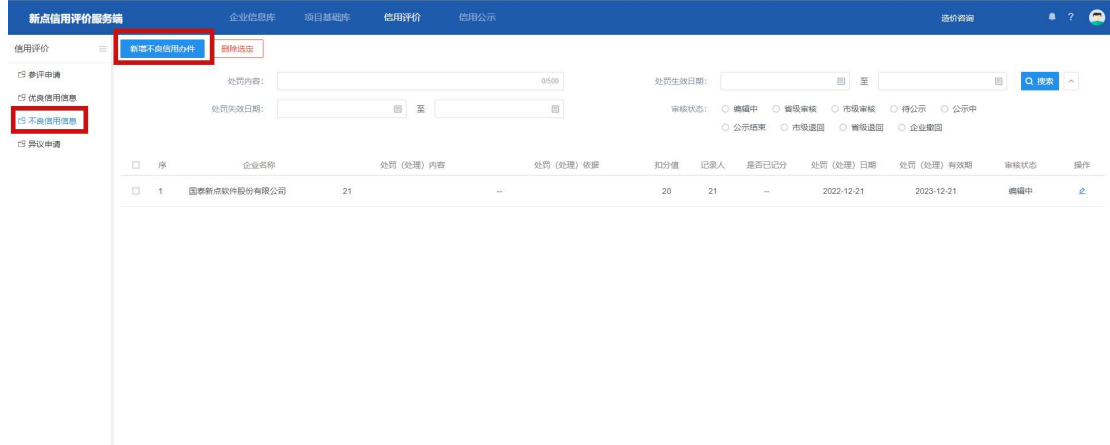 新点信用评价服务端 企业信息库 项目基础库 信用评价 信用公示 造价咨询 ?
信用评价
参评申请
优良信用信息
不良信用信息
异议申请
新增不良信用办件 删除选定
处罚内容: 0/500 处罚生效日期: 至 搜索
处罚失效日期: 至 审核状态: 编辑中 省级审核 市级审核 待公示 公示中
公示结束 市级退回 省级退回 企业撤回
序 企业名称 处罚（处理）内容 处罚（处理）依据 扣分值 记录人 是否已记分 处罚（处理）日期 处罚（处理）有效期 审核状态 操作
1 国泰新点软件股份有限公司 21 -- 20 21 -- 2022-12-21 2023-12-21 编辑中